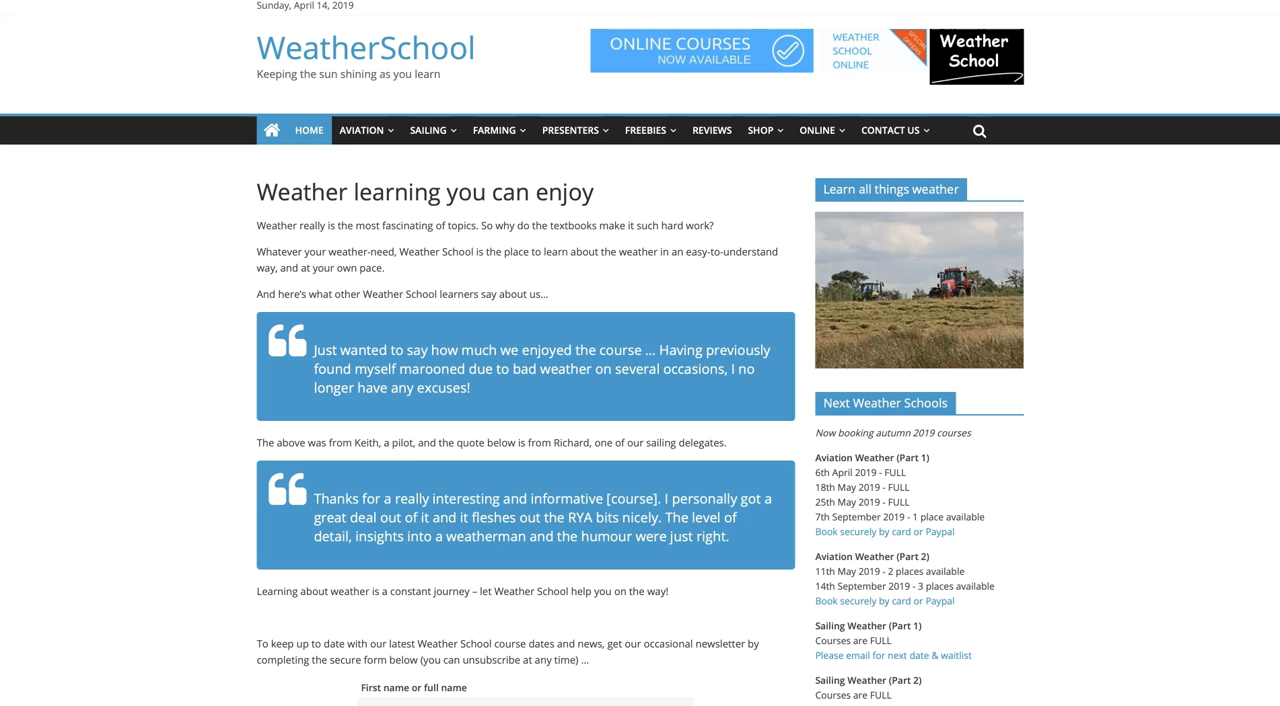 Sunday, April 14, 2019
WeatherSchool
Keeping the sun shining as you learn
ONLINE COURSES
NOW AVAILABLE
WEATHER
SCHOOL
ONLINE
SPECIAL
OFFERS
Weather
School
HOME AVIATION SAILING FARMING PRESENTERS FREEBIES REVIEWS SHOP ONLINE CONTACT US
Weather learning you can enjoy
Weather really is the most fascinating of topics. So why do the textbooks make it such hard work?
Whatever your weather-need, Weather School is the place to learn about the weather in an easy-to-understand
way, and at your own pace.
And here’s what other Weather School learners say about us…
Just wanted to say how much we enjoyed the course … Having previously
found myself marooned due to bad weather on several occasions, I no
longer have any excuses!
The above was from Keith, a pilot, and the quote below is from Richard, one of our sailing delegates.
Thanks for a really interesting and informative [course]. I personally got a
great deal out of it and it fleshes out the RYA bits nicely. The level of
detail, insights into a weatherman and the humour were just right.
Learning about weather is a constant journey – let Weather School help you on the way!
To keep up to date with our latest Weather School course dates and news, get our occasional newsletter by
completing the secure form below (you can unsubscribe at any time) …
First name or full name
Learn all things weather
Next Weather Schools
Now booking autumn 2019 courses
Aviation Weather (Part 1)
6th April 2019 - FULL
18th May 2019 - FULL
25th May 2019 - FULL
7th September 2019 - 1 place available
Book securely by card or Paypal
Aviation Weather (Part 2)
11th May 2019 - 2 places available
14th September 2019 - 3 places available
Book securely by card or Paypal
Sailing Weather (Part 1)
Courses are FULL
Please email for next date & waitlist
Sailing Weather (Part 2)
Courses are FULL